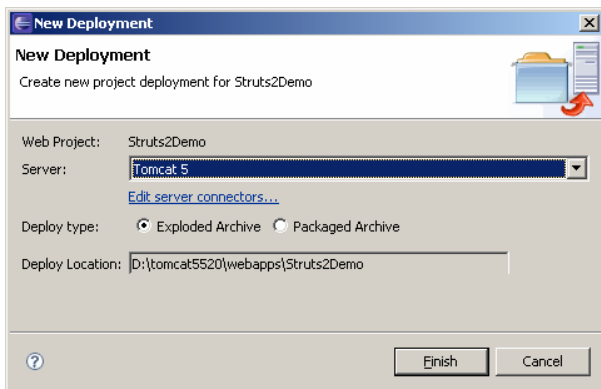 New Deployment
New Deployment
Create new project deployment for Struts2Demo
Web Project: Struts2Demo
Server: Tomcat 5
Edit server connectors...
Deploy type: Exploded Archive Packaged Archive
Deploy Location: D:\tomcat5520\webapps\Struts2Demo
? Finish Cancel